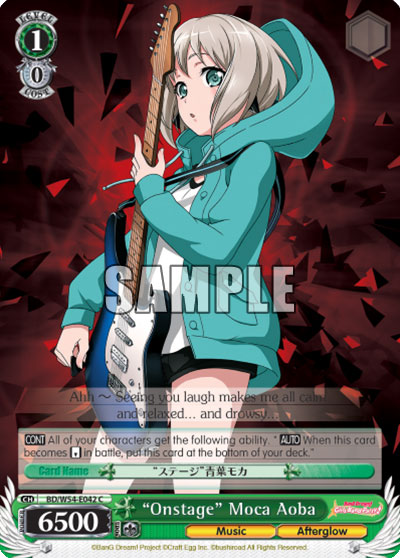 LEVEL
1
0
COST
SAMPLE
Ahh ~ Seeing you laugh makes me all calm
and relaxed... and drowsy...
CONT All of your characters get the following ability. " AUTO When this card
becomes in battle, put this card at the bottom of your deck."
Card Name "ステージ"青葉モカ
CH BD/W54-E042 C
"Onstage" Moca Aoba
POWER 6500 SOUL
Music Afterglow
©BanG Dream! Project ©Craft Egg Inc. ©bushiroad All Rights Reserved.